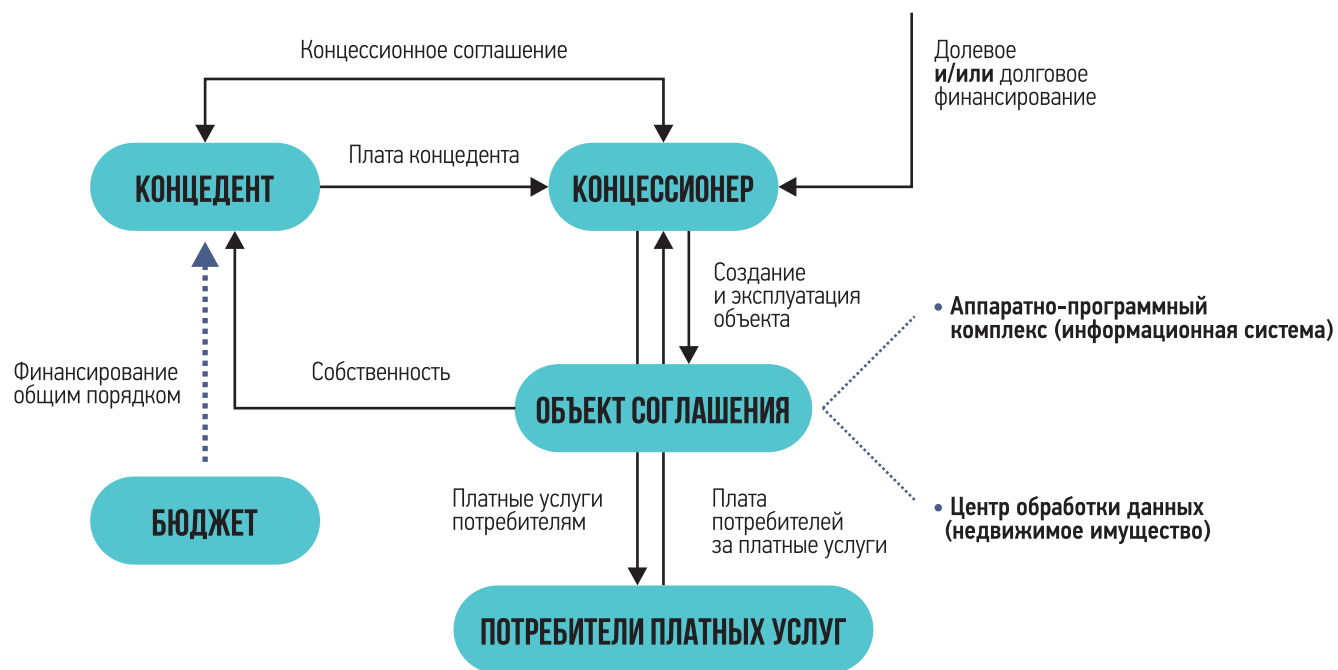 Концессионное соглашение
Долевое
и/или долговое
финансирование
Плата концедента
КОНЦЕДЕНТ
КОНЦЕССИОНЕР
Создание
и эксплуатация
объекта
• Аппаратно-программный
комплекс (информационная система)
Финансирование
общим порядком
Собственность
ОБЪЕКТ СОГЛАШЕНИЯ
БЮДЖЕТ
Платные услуги
потребителям
Плата
потребителей
за платные услуги
• Центр обработки данных
(недвижимое имущество)
ПОТРЕБИТЕЛИ ПЛАТНЫХ УСЛУГ